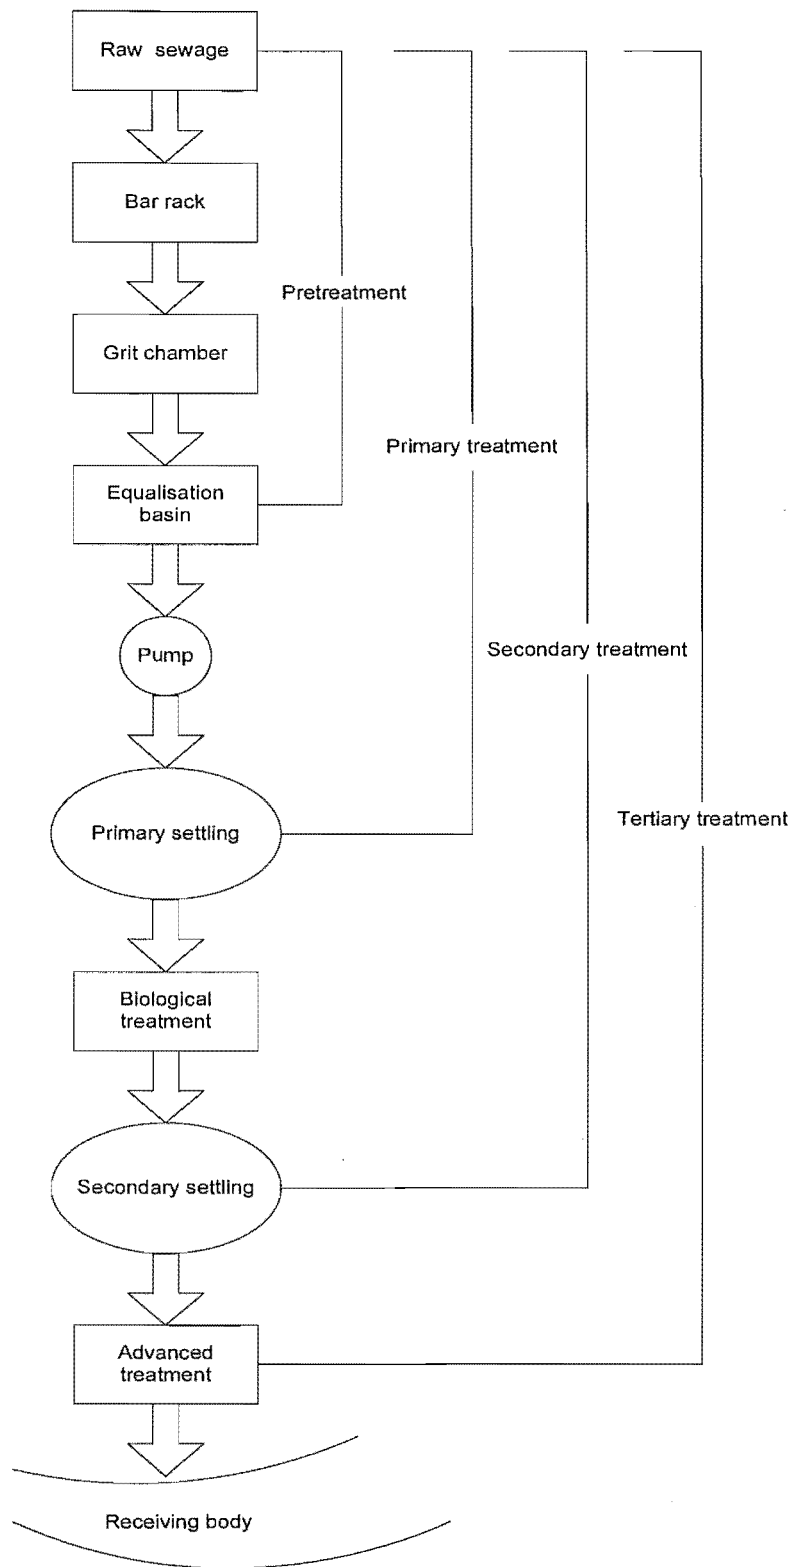 Raw sewage
Bar rack
Pretreatment
Grit chamber
Primary treatment
Equalisation
basin
Secondary treatment
Pump
Tertiary treatment
Primary settling
Biological
treatment
Secondary settling
Advanced
treatment
Receiving body